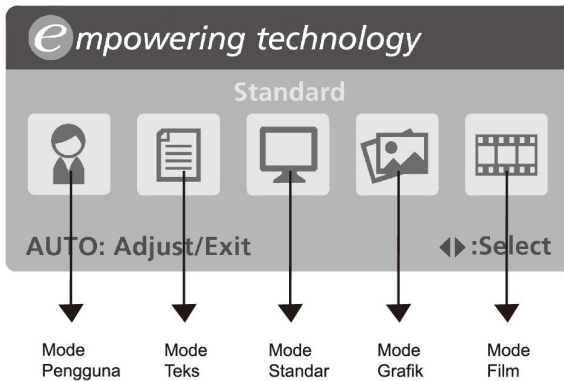 empowering technology
Standard
AUTO: Adjust/Exit ◀▶:Select
Mode Pengguna
Mode Teks
Mode Standar
Mode Grafik
Mode Film